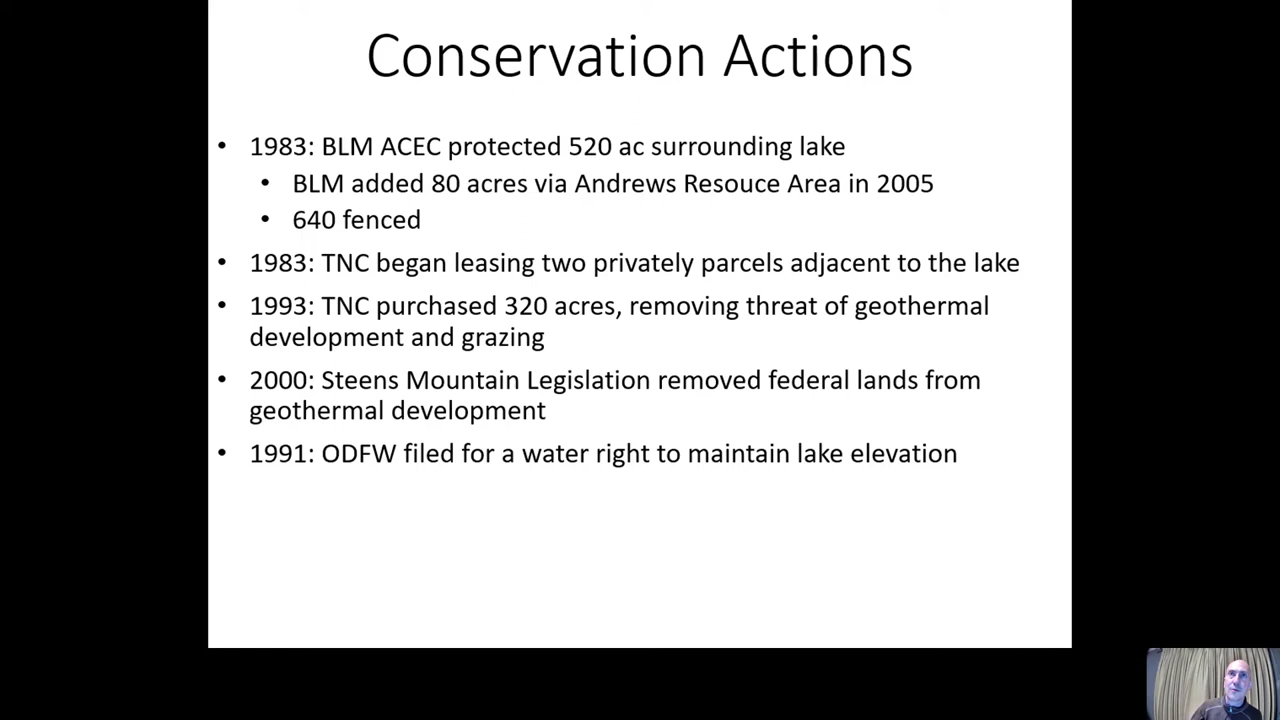 Conservation Actions
• 1983: BLM ACEC protected 520 ac surrounding lake
• BLM added 80 acres via Andrews Resouce Area in 2005
• 640 fenced
• 1983: TNC began leasing two privately parcels adjacent to the lake
• 1993: TNC purchased 320 acres, removing threat of geothermal
development and grazing
• 2000: Steens Mountain Legislation removed federal lands from
geothermal development
• 1991: ODFW filed for a water right to maintain lake elevation